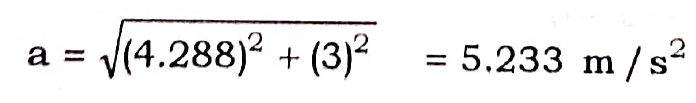 a = √((4.288)² + (3)²) = 5.233 m / s²